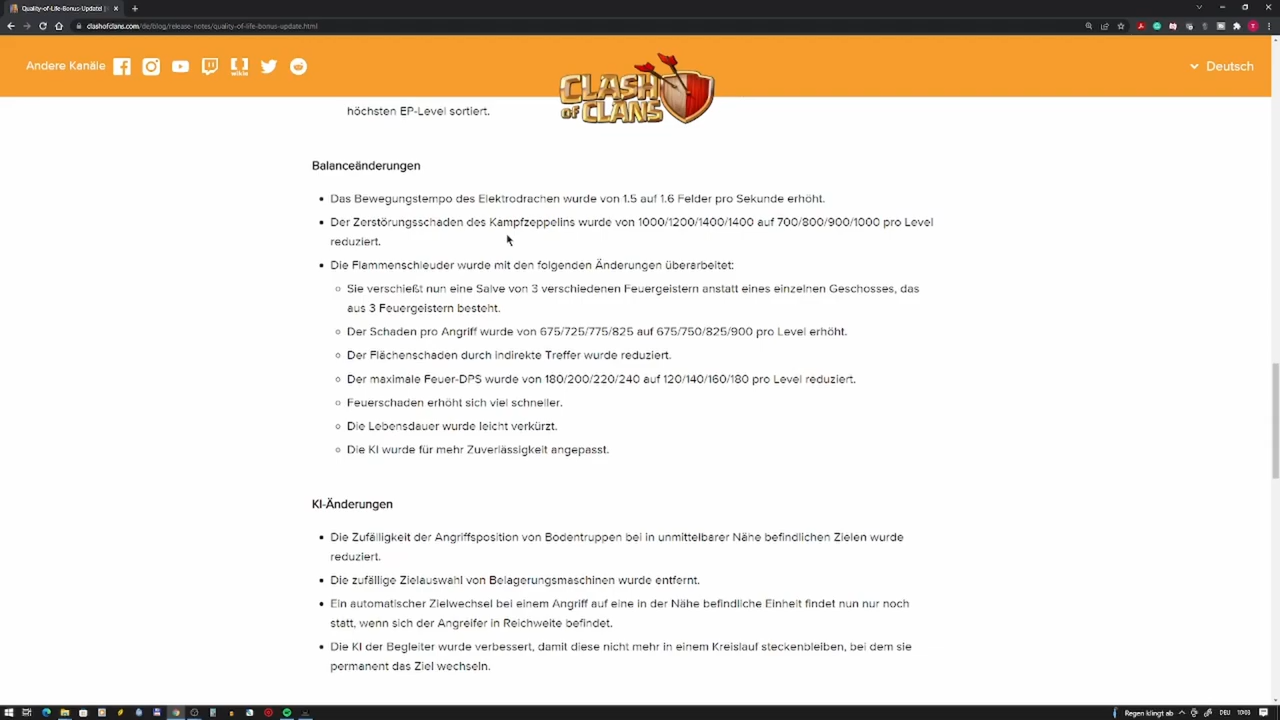 Quality-of-Life-Bonus-Update!
clashofclans.com/de/blog/release-notes/quality-of-life-bonus-update.html
Andere Kanäle
wikia
CLASH OF CLANS
Deutsch
höchsten EP-Level sortiert.
Balanceänderungen
Das Bewegungstempo des Elektrodrachen wurde von 1.5 auf 1.6 Felder pro Sekunde erhöht.
Der Zerstörungsschaden des Kampfzeppelins wurde von 1000/1200/1400/1400 auf 700/800/900/1000 pro Level
reduziert.
Die Flammenschleuder wurde mit den folgenden Änderungen überarbeitet:
Sie verschießt nun eine Salve von 3 verschiedenen Feuergeistern anstatt eines einzelnen Geschosses, das
aus 3 Feuergeistern besteht.
Der Schaden pro Angriff wurde von 675/725/775/825 auf 675/750/825/900 pro Level erhöht.
Der Flächenschaden durch indirekte Treffer wurde reduziert.
Der maximale Feuer-DPS wurde von 180/200/220/240 auf 120/140/160/180 pro Level reduziert.
Feuerschaden erhöht sich viel schneller.
Die Lebensdauer wurde leicht verkürzt.
Die KI wurde für mehr Zuverlässigkeit angepasst.
KI-Änderungen
Die Zufälligkeit der Angriffsposition von Bodentruppen bei in unmittelbarer Nähe befindlichen Zielen wurde
reduziert.
Die zufällige Zielauswahl von Belagerungsmaschinen wurde entfernt.
Ein automatischer Zielwechsel bei einem Angriff auf eine in der Nähe befindliche Einheit findet nun nur noch
statt, wenn sich der Angreifer in Reichweite befindet.
Die KI der Begleiter wurde verbessert, damit diese nicht mehr in einem Kreislauf steckenbleiben, bei dem sie
permanent das Ziel wechseln.
Regen klingt ab
DEU
10:03